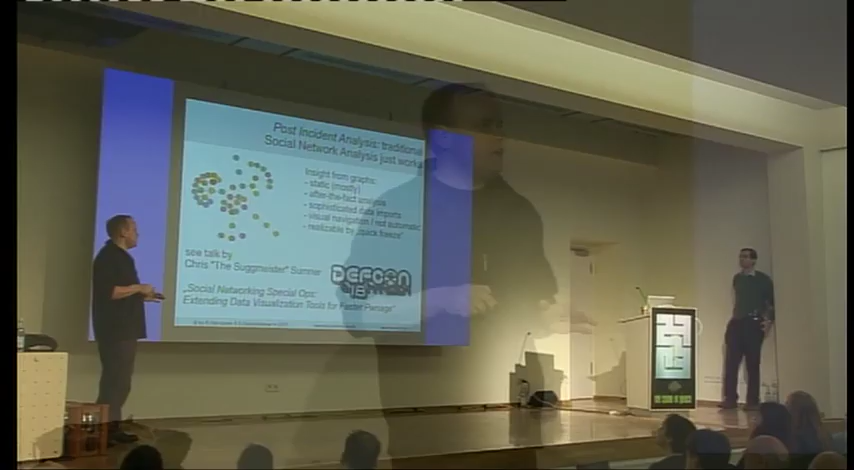 Post Incident Analysis: traditional
Social Network Analysis just works
Insight from graphs:
- static (mostly)
- after-the-fact analysis
- sophisticated data imports
- visual navigation / not automatic
- realizable by „quick freeze"
see talk by
Chris "The Suggmeister" Sumner
DEFCON
18
„Social Networking Special Ops:
Extending Data Visualization Tools for Faster Pwnage"